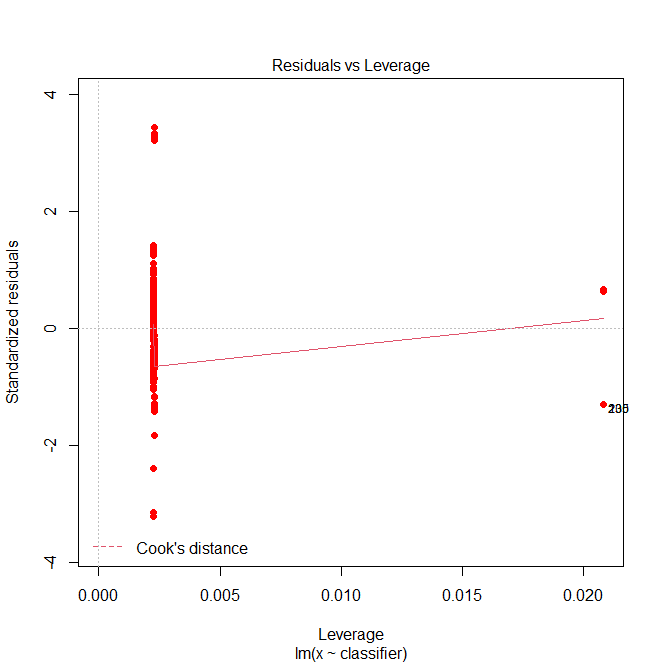 Residuals vs Leverage
4
2
0
-2
-4
Standardized residuals
Cook's distance
0.000 0.005 0.010 0.015 0.020
Leverage
lm(x ~ classifier)